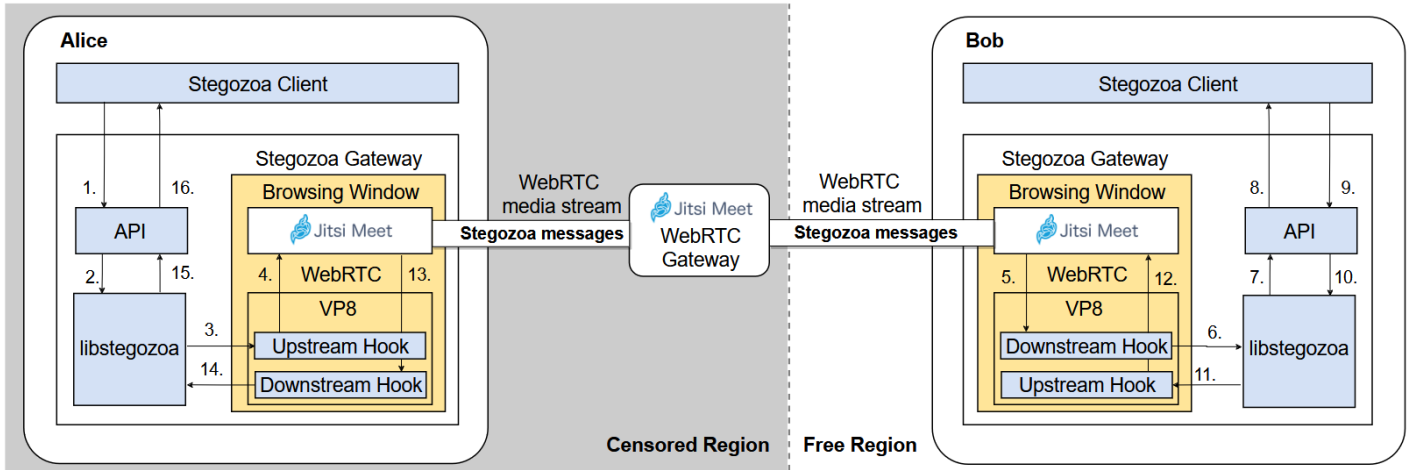 Alice
Stegozoa Client
1.
16.
API
2.
15.
libstegozoa
3.
14.
Stegozoa Gateway
Browsing Window
Jitsi Meet
4.
WebRTC
13.
VP8
Upstream Hook
Downstream Hook
WebRTC
media stream
Stegozoa messages
Jitsi Meet
WebRTC
Gateway
WebRTC
media stream
Stegozoa messages
Censored Region
Free Region
Bob
Stegozoa Client
Stegozoa Gateway
Browsing Window
Jitsi Meet
5.
WebRTC
12.
VP8
Downstream Hook
Upstream Hook
6.
11.
8.
9.
API
7.
10.
libstegozoa